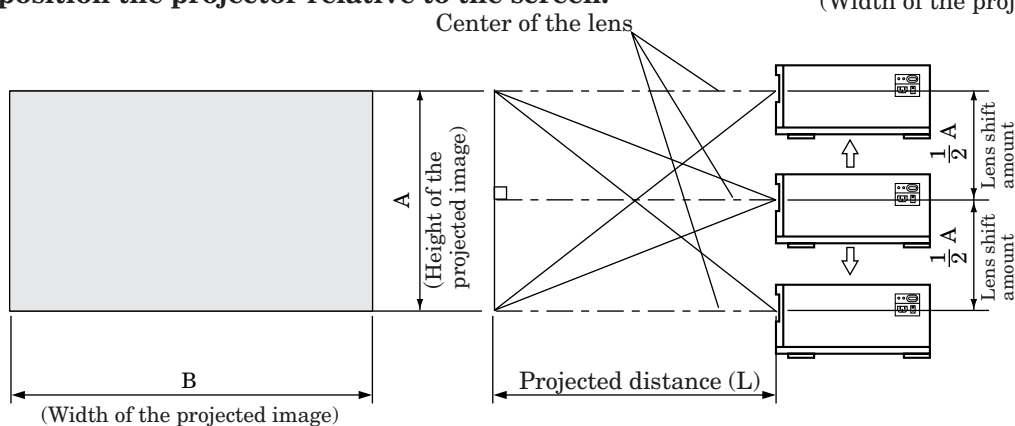 position the projector relative to the screen.
(Width of the proj
Center of the lens
A
(Height of the
projected image)
1/2 A
Lens shift
amount
1/2 A
Lens shift
amount
B
(Width of the projected image)
Projected distance (L)